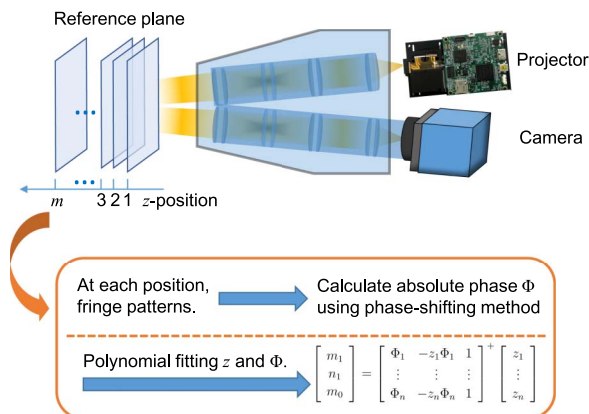 Reference plane
Projector
Camera
...
...
m 3 2 1 z-position
At each position,
fringe patterns.
Calculate absolute phase Φ
using phase-shifting method
Polynomial fitting z and Φ.
[m₁ n₁ m₀] = [Φ₁ −z₁Φ₁ 1 ⋮ ⋮ ⋮ Φₙ −zₙΦₙ 1]⁺ [z₁ ⋮ zₙ]